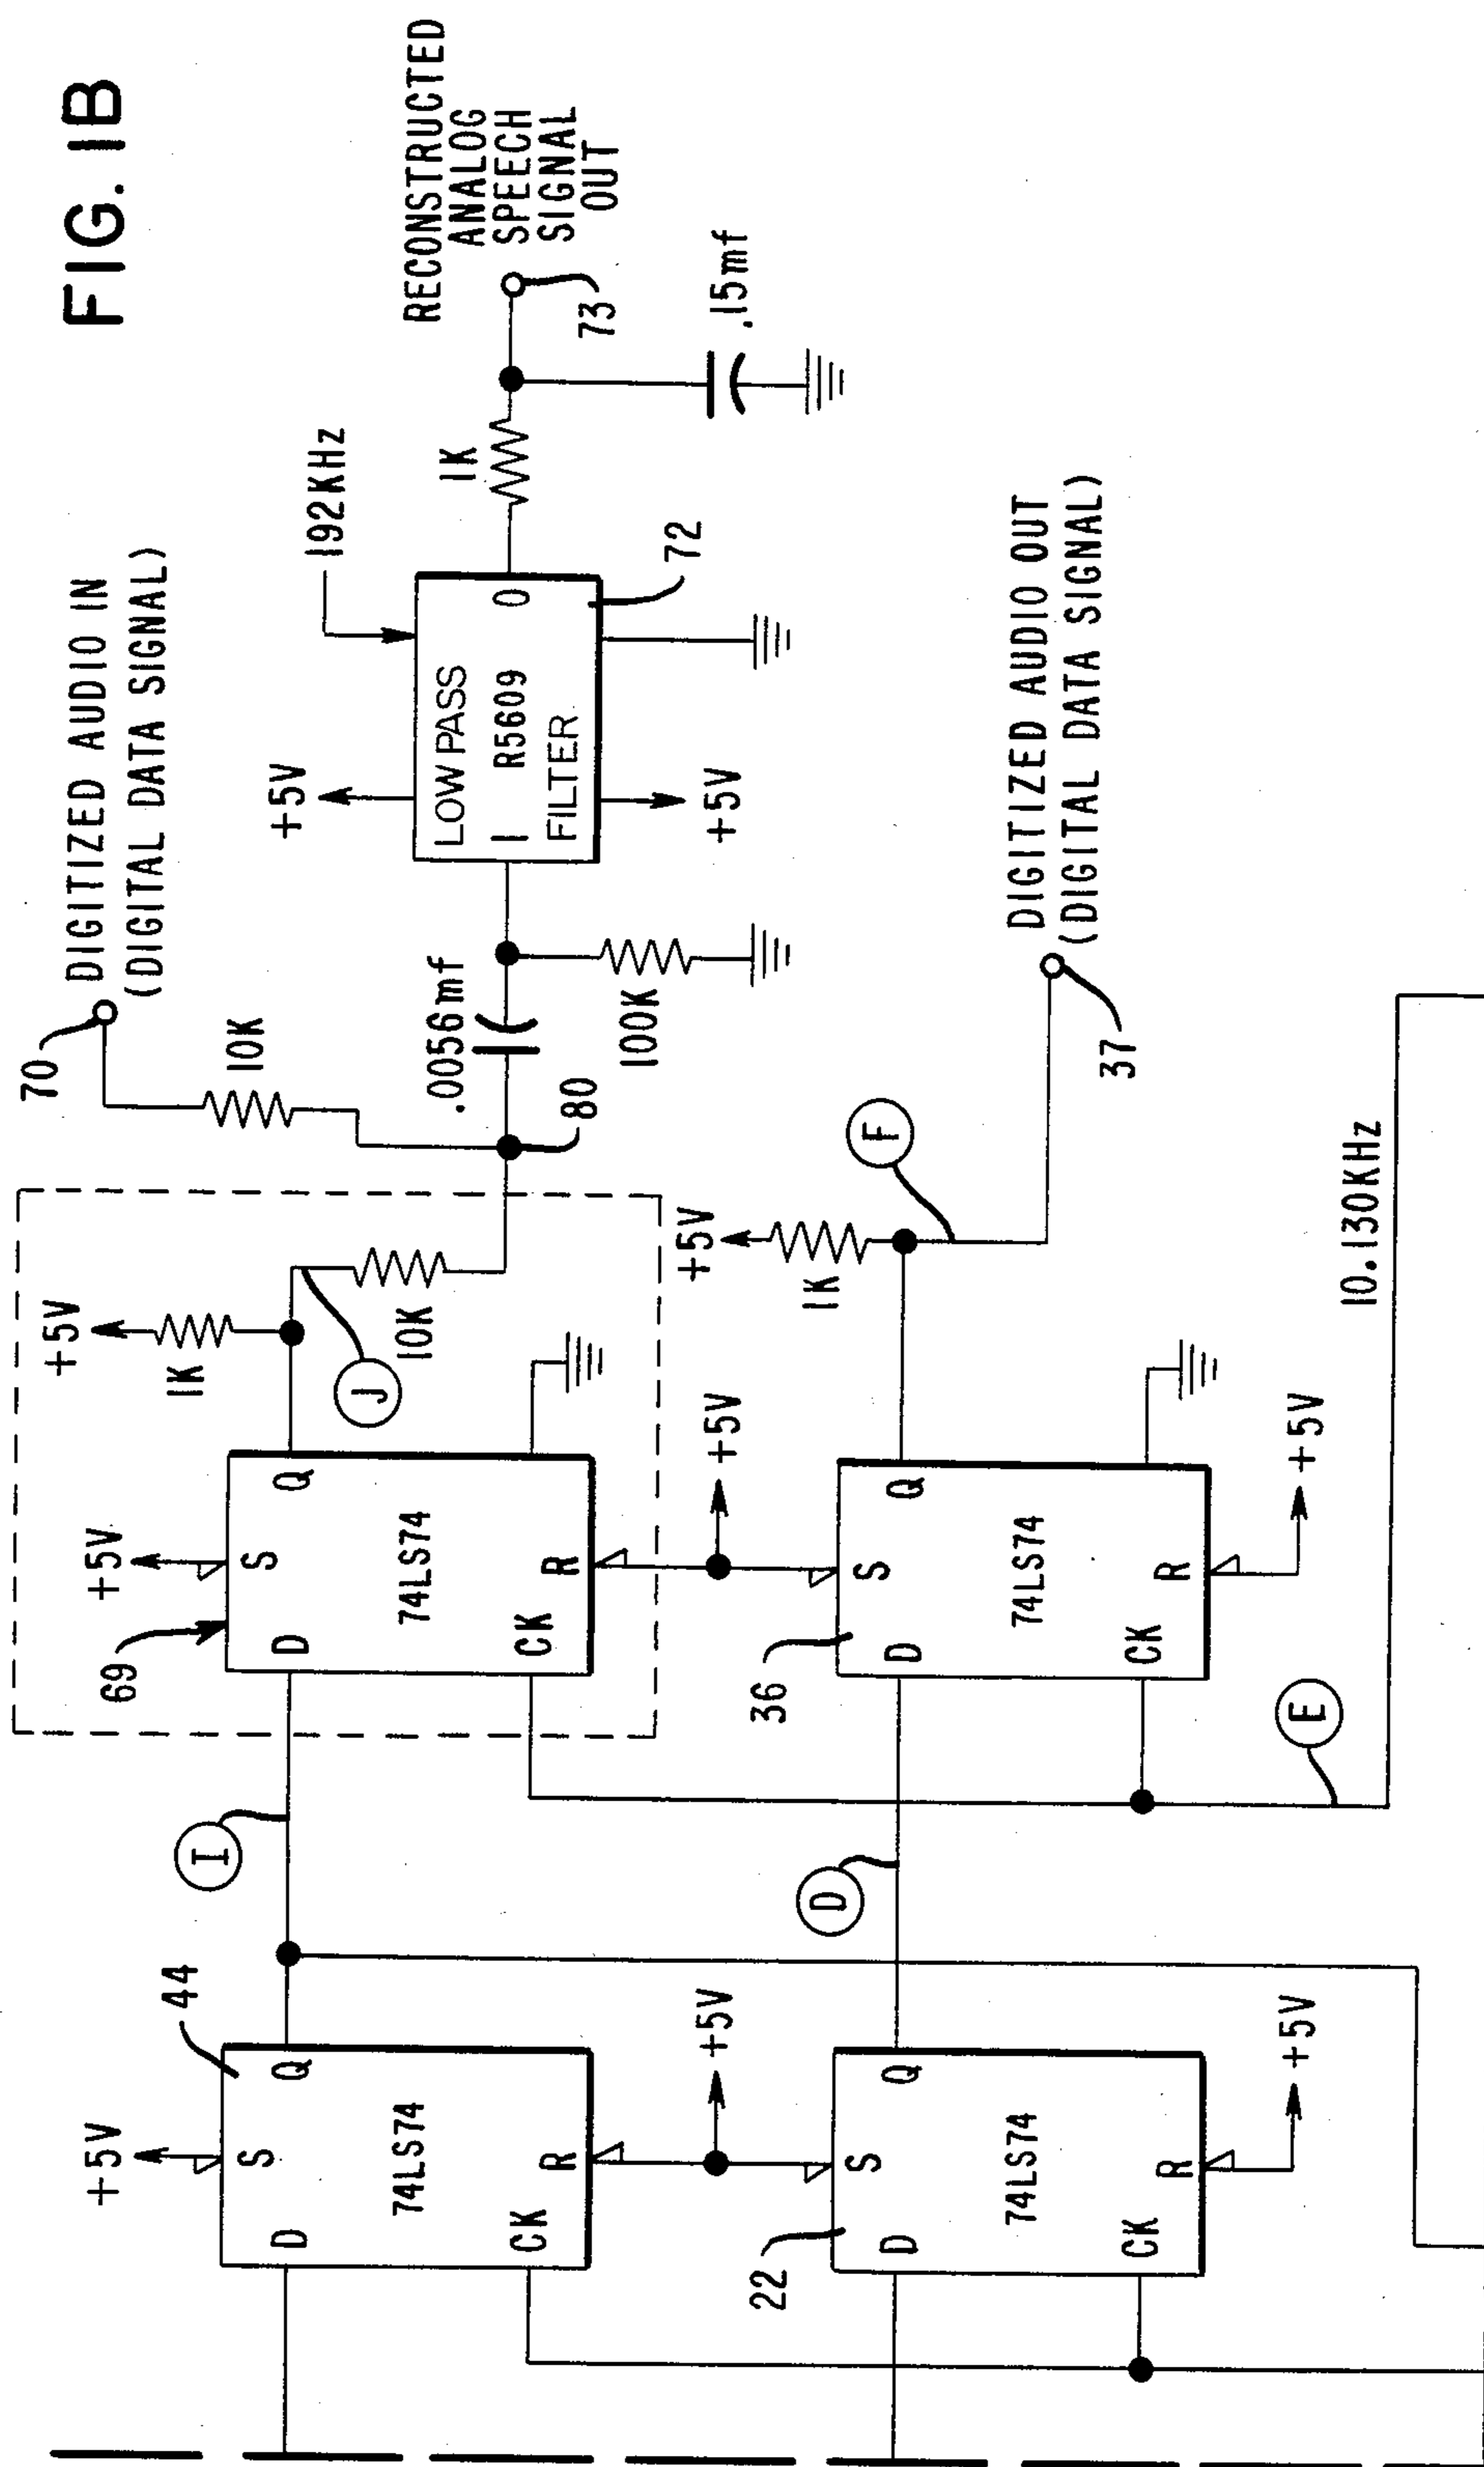 FIG. 1B
70
DIGITIZED AUDIO IN
(DIGITAL DATA SIGNAL)
10K
192KHz
RECONSTRUCTED
ANALOG
SPEECH
SIGNAL
OUT
73
+5V
LOW PASS
I R5609 O
FILTER
72
+5V
1K
.15mf
.0056mf
100K
80
+5V
1K
J
10K
69
+5V
D S Q
74LS74
CK R
+5V
I
44
+5V
D S Q
74LS74
CK R
+5V
22
D S Q
74LS74
CK R
+5V
D
36
D S Q
74LS74
CK R
+5V
+5V
1K
F
37
DIGITIZED AUDIO OUT
(DIGITAL DATA SIGNAL)
E
10.130KHz